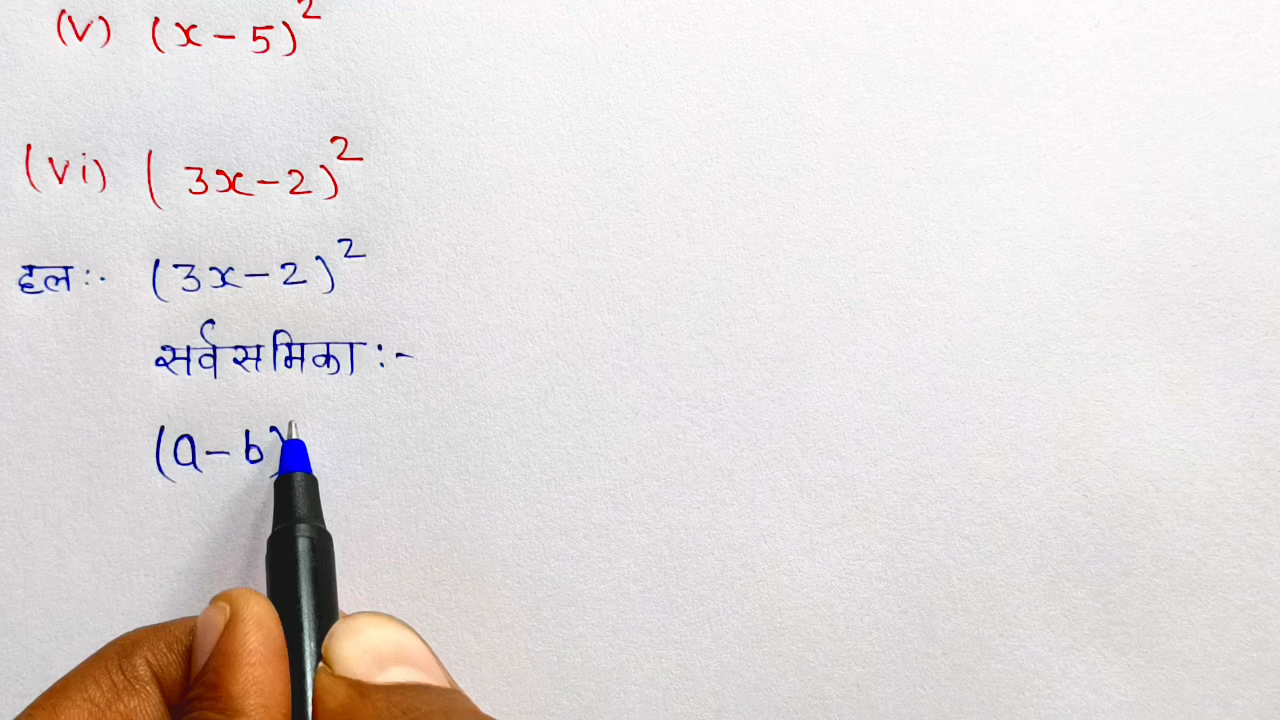 (v) (x-5)²
(vi) (3x-2)²
हल:- (3x-2)²
सर्वसमिका:-
(a-b)